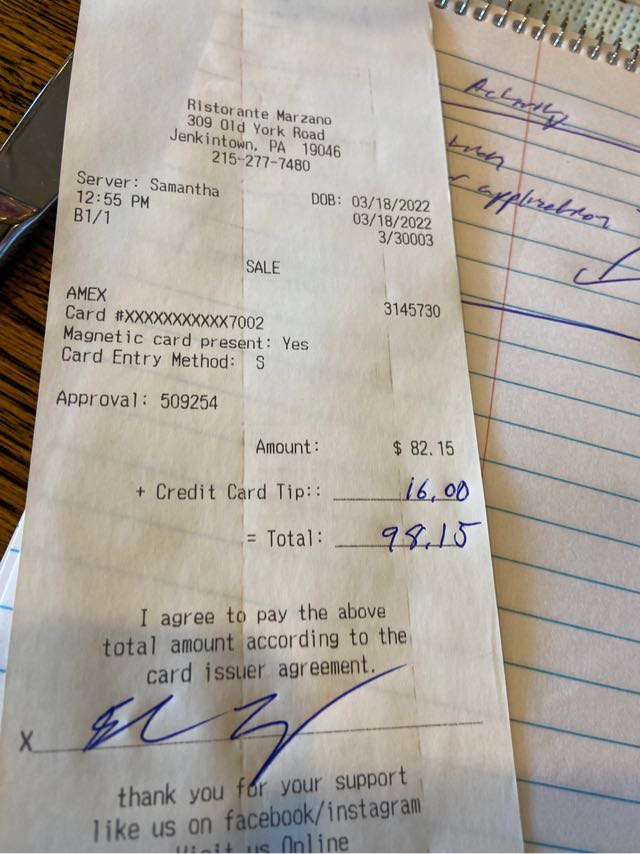 Ristorante Marzano
309 Old York Road
Jenkintown, PA 19046
215-277-7480
Server: Samantha DOB: 03/18/2022
12:55 PM 03/18/2022
B1/1 3/30003
SALE
AMEX 3145730
Card #XXXXXXXXXXX7002
Magnetic card present: Yes
Card Entry Method: S
Approval: 509254
Amount: $ 82.15
+ Credit Card Tip:: 16.00
= Total: 98.15
I agree to pay the above
total amount according to the
card issuer agreement.
X
thank you for your support
like us on facebook/instagram
Visit us Online
Activity
application